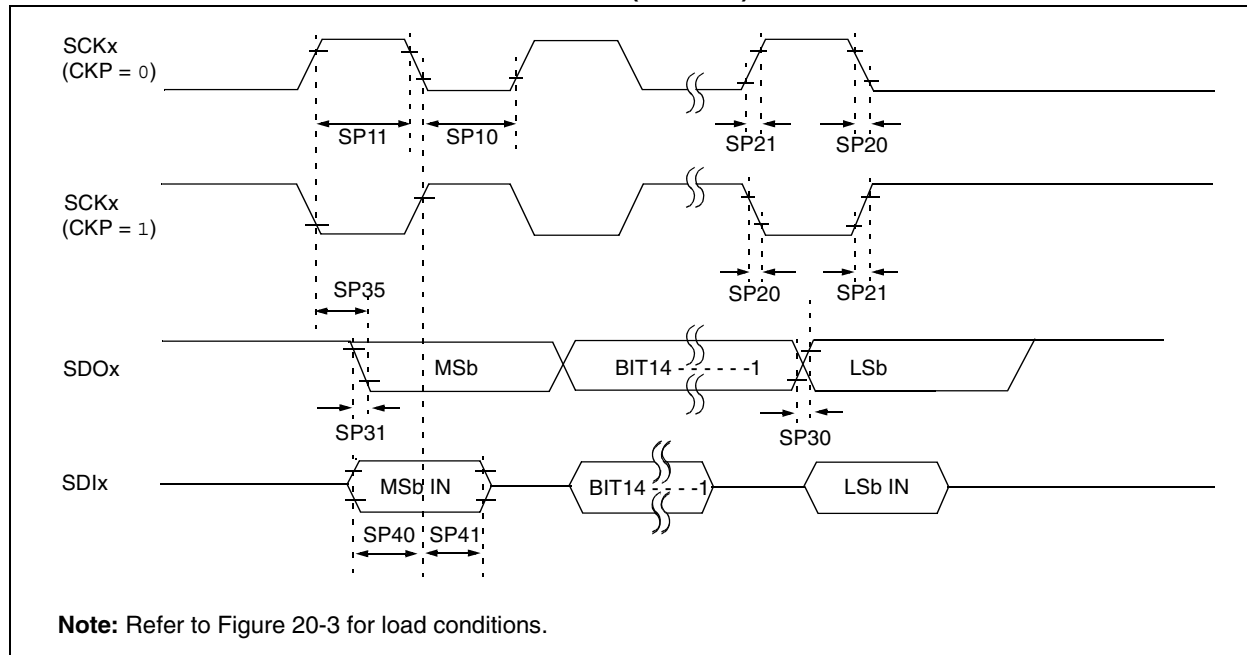 SCKx
(CKP = 0)
SP11
SP10
SP21
SP20
SCKx
(CKP = 1)
SP35
SP20
SP21
SDOx
MSb
BIT14 - - - - - -1
LSb
SP31
SP30
SDIx
MSb IN
BIT14 - - - -1
LSb IN
SP40
SP41
Note: Refer to Figure 20-3 for load conditions.